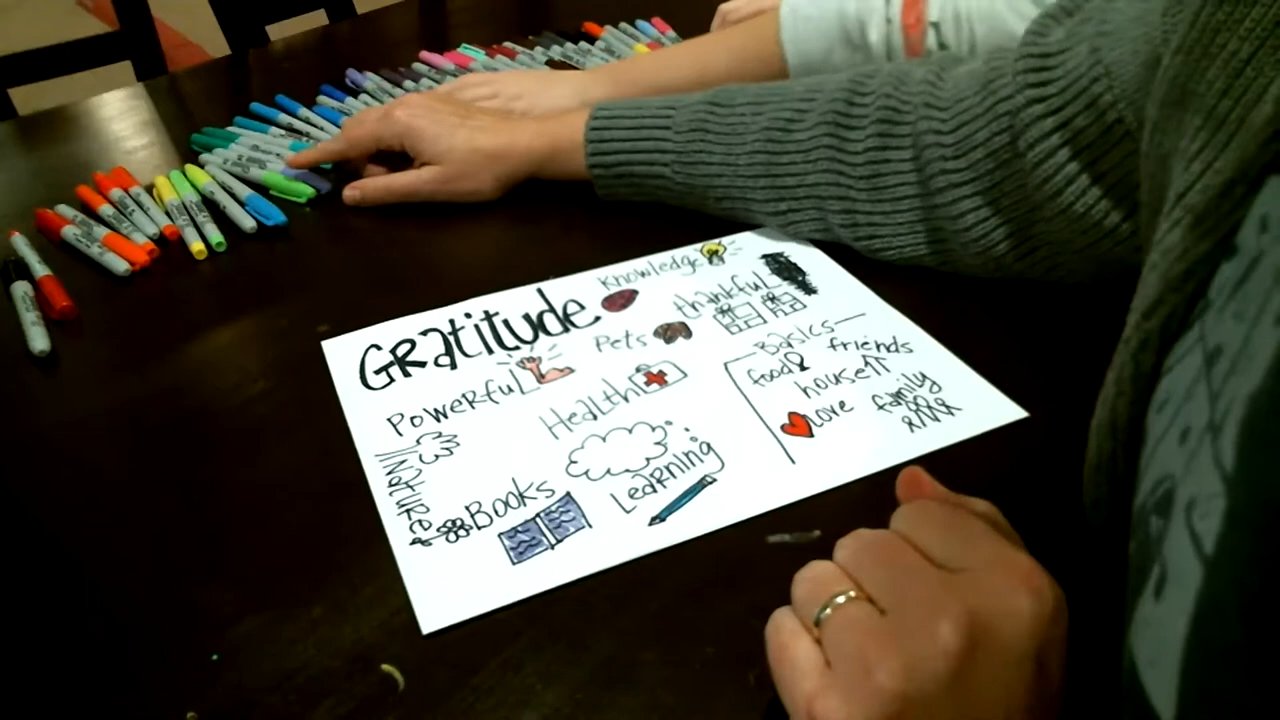 Gratitude
Knowledge
thankful
Pets
Powerful
Health
Basics
food
friends
house
Love
family
Nature
Books
Learning